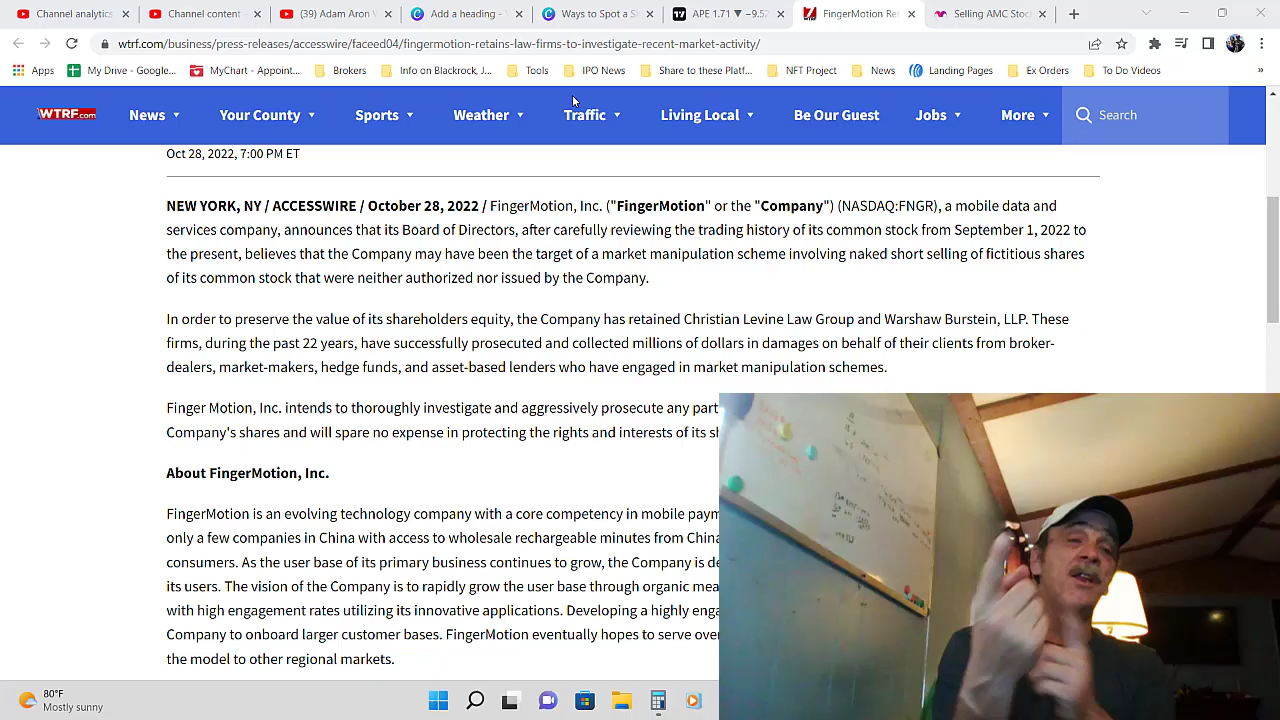 Channel analytics
Channel content -
(39) Adam Aron V
Add a heading -
Ways to Spot a S
APE 1.71 ▼ −9.52
FingerMotion Re
Selling AMC Stoc
wtrf.com/business/press-releases/accesswire/faceed04/fingermotion-retains-law-firms-to-investigate-recent-market-activity/
Apps
My Drive - Google...
MyChart - Appoint...
Brokers
Info on Blackrock, J...
Tools
IPO News
Share to these Platf...
NFT Project
News
Landing Pages
Ex Orders
To Do Videos
»
WTRF.com
News
Your County
Sports
Weather
Traffic
Living Local
Be Our Guest
Jobs
More
Search
Oct 28, 2022, 7:00 PM ET
NEW YORK, NY / ACCESSWIRE / October 28, 2022 / FingerMotion, Inc. ("FingerMotion" or the "Company") (NASDAQ:FNGR), a mobile data and
services company, announces that its Board of Directors, after carefully reviewing the trading history of its common stock from September 1, 2022 to
the present, believes that the Company may have been the target of a market manipulation scheme involving naked short selling of fictitious shares
of its common stock that were neither authorized nor issued by the Company.
In order to preserve the value of its shareholders equity, the Company has retained Christian Levine Law Group and Warshaw Burstein, LLP. These
firms, during the past 22 years, have successfully prosecuted and collected millions of dollars in damages on behalf of their clients from broker-
dealers, market-makers, hedge funds, and asset-based lenders who have engaged in market manipulation schemes.
Finger Motion, Inc. intends to thoroughly investigate and aggressively prosecute any part
Company's shares and will spare no expense in protecting the rights and interests of its sh
About FingerMotion, Inc.
FingerMotion is an evolving technology company with a core competency in mobile paym
only a few companies in China with access to wholesale rechargeable minutes from China
consumers. As the user base of its primary business continues to grow, the Company is de
its users. The vision of the Company is to rapidly grow the user base through organic mea
with high engagement rates utilizing its innovative applications. Developing a highly enga
Company to onboard larger customer bases. FingerMotion eventually hopes to serve over
the model to other regional markets.
80°F
Mostly sunny